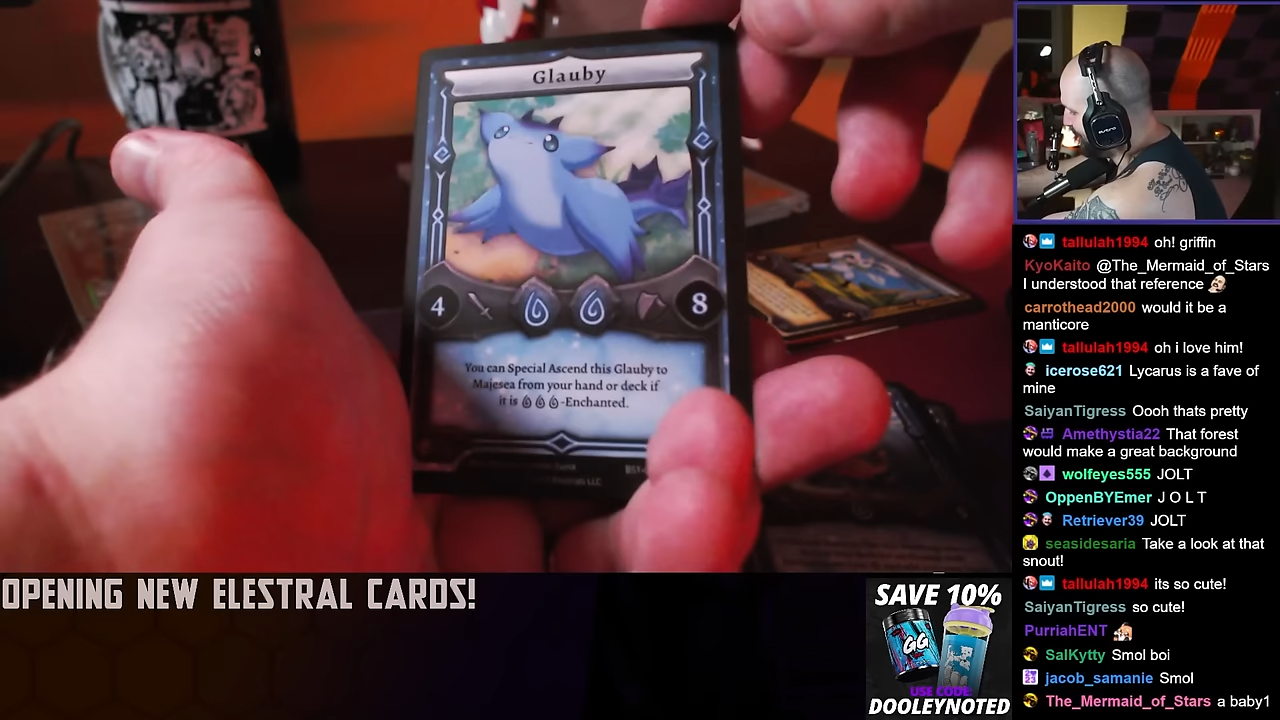 Glauby
4
8
You can Special Ascend this Glauby to
Majesea from your hand or deck if
it is -Enchanted.
astro
tallulah1994 oh! griffin
KyoKaito @The_Mermaid_of_Stars
I understood that reference
carrothead2000 would it be a
manticore
tallulah1994 oh i love him!
icerose621 Lycarus is a fave of
mine
SaiyanTigress Oooh thats pretty
Amethystia22 That forest
would make a great background
wolfeyes555 JOLT
OppenBYEmer J O L T
Retriever39 JOLT
seasidesaria Take a look at that
snout!
tallulah1994 its so cute!
SaiyanTigress so cute!
PurriahENT
SalKytty Smol boi
jacob_samanie Smol
The_Mermaid_of_Stars a baby1
OPENING NEW ELESTRAL CARDS!
SAVE 10%
GG
USE CODE:
DOOLEYNOTED